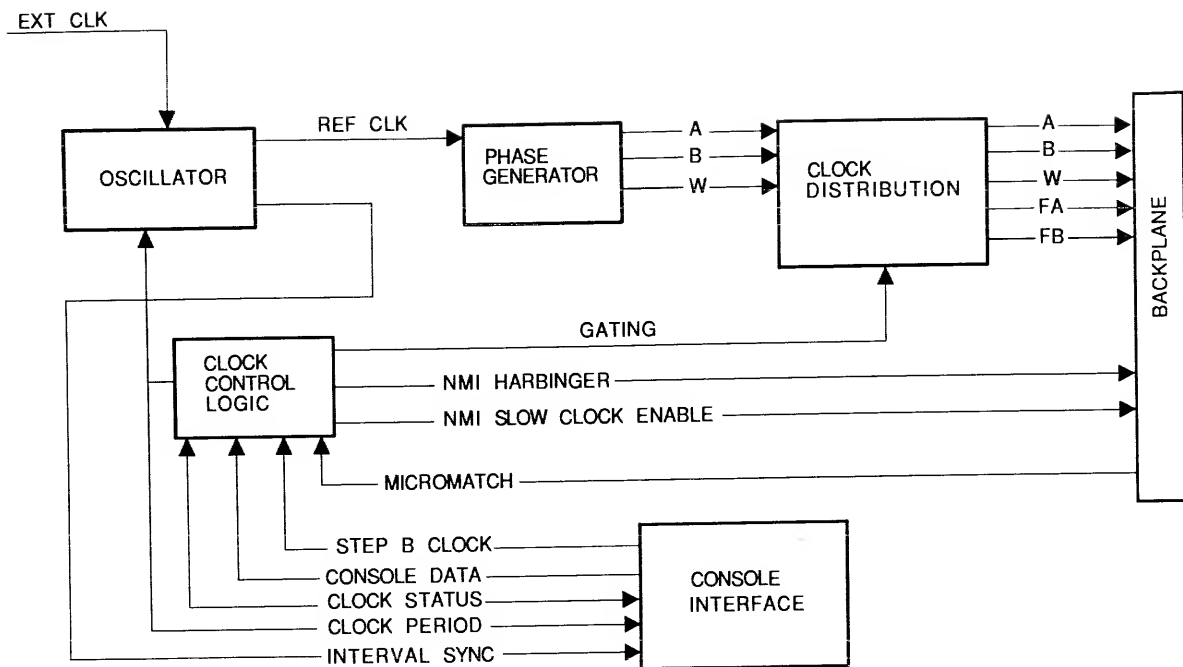 EXT CLK
OSCILLATOR
REF CLK
PHASE
GENERATOR
A
B
W
CLOCK
DISTRIBUTION
A
B
W
FA
FB
BACKPLANE
GATING
CLOCK
CONTROL
LOGIC
NMI HARBINGER
NMI SLOW CLOCK ENABLE
MICROMATCH
STEP B CLOCK
CONSOLE DATA
CLOCK STATUS
CLOCK PERIOD
INTERVAL SYNC
CONSOLE
INTERFACE